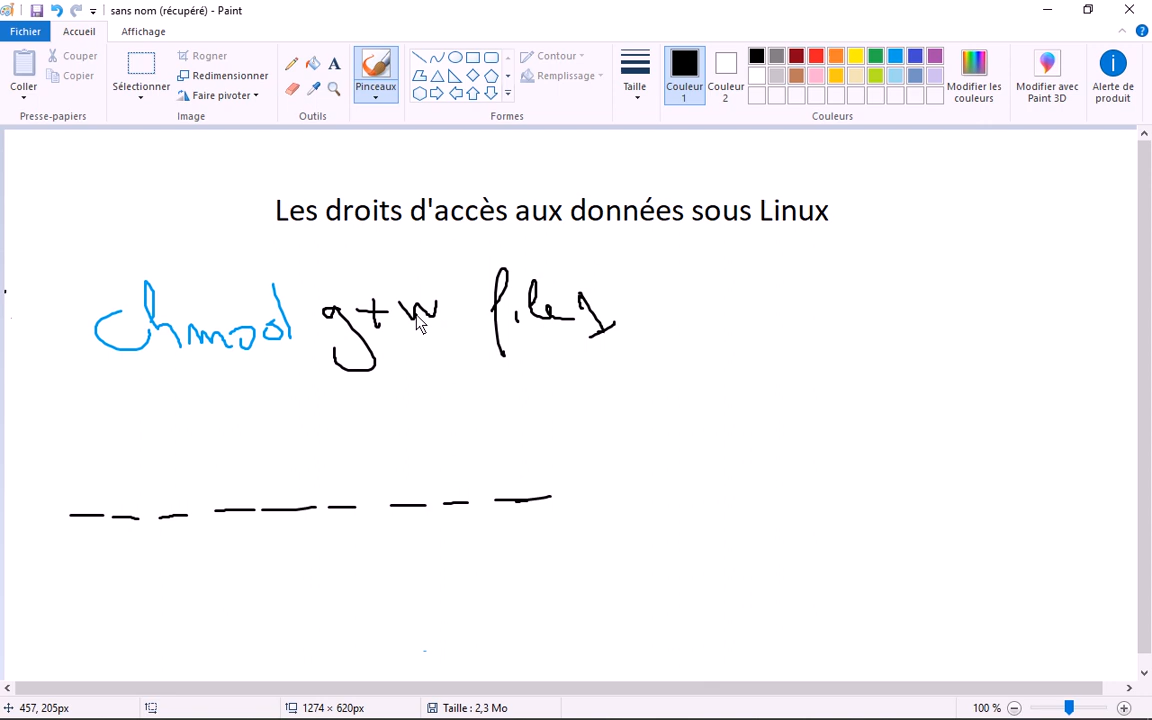 sans nom (récupéré) - Paint
Fichier Accueil Affichage
Coller
Couper
Copier
Presse-papiers
Sélectionner
Rogner
Redimensionner
Faire pivoter
Image
A
Outils
Pinceaux
Contour
Remplissage
Formes
Taille
Couleur 1
Couleur 2
Modifier les couleurs
Couleurs
Modifier avec Paint 3D
Alerte de produit
Les droits d'accès aux données sous Linux
chmod g+w file1
457, 205px
1274 × 620px
Taille : 2,3 Mo
100 %